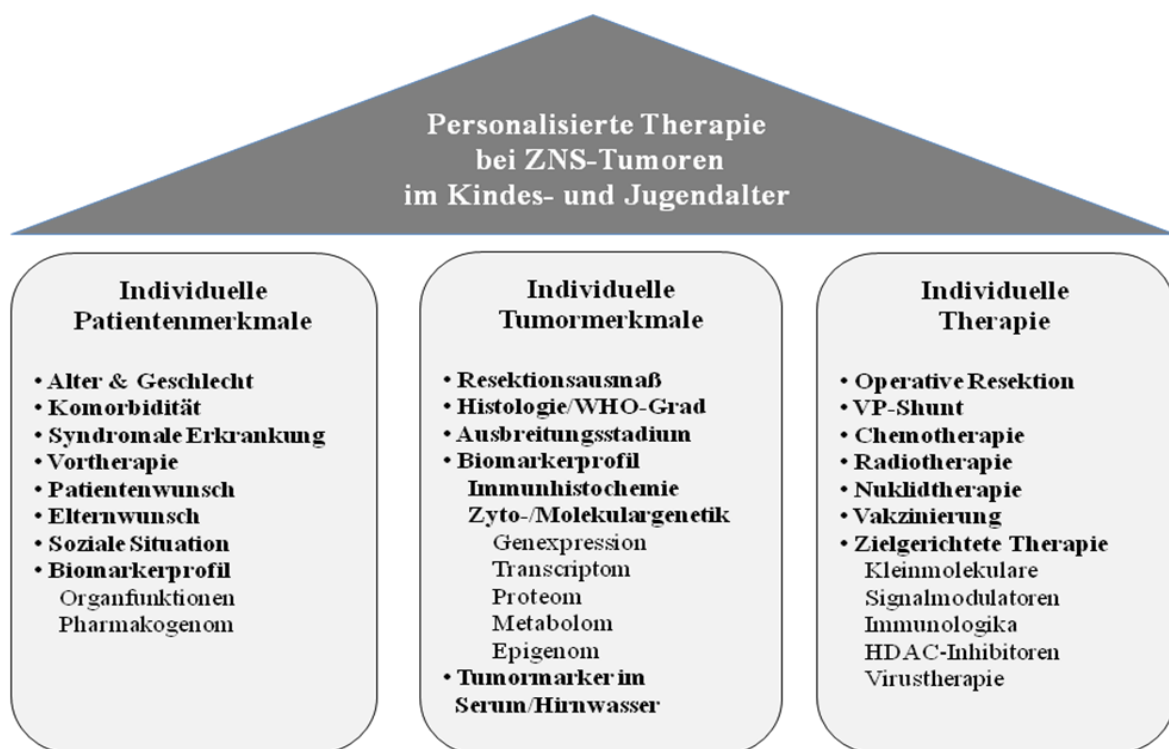 Personalisierte Therapie
bei ZNS-Tumoren
im Kindes- und Jugendalter
Individuelle
Patientenmerkmale
• Alter & Geschlecht
• Komorbidität
• Syndromale Erkrankung
• Vortherapie
• Patientenwunsch
• Elternwunsch
• Soziale Situation
• Biomarkerprofil
Organfunktionen
Pharmakogenom
Individuelle
Tumormerkmale
• Resektionsausmaß
• Histologie/WHO-Grad
• Ausbreitungsstadium
• Biomarkerprofil
Immunhistochemie
Zyto-/Molekulargenetik
Genexpression
Transcriptom
Proteom
Metabolom
Epigenom
• Tumormarker im
Serum/Hirnwasser
Individuelle
Therapie
• Operative Resektion
• VP-Shunt
• Chemotherapie
• Radiotherapie
• Nuklidtherapie
• Vakzinierung
• Zielgerichtete Therapie
Kleinmolekulare
Signalmodulatoren
Immunologika
HDAC-Inhibitoren
Virustherapie